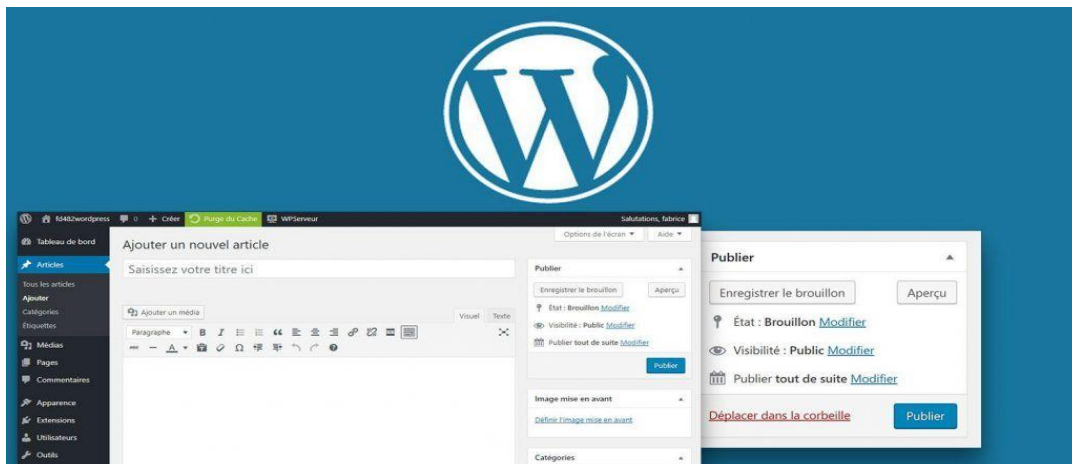 fd482wordpress 0 + Créer Purge du Cache WPServeur Salutations, fabrice
Options de l'écran Aide
Tableau de bord
Articles
Tous les articles
Ajouter
Catégories
Étiquettes
Médias
Pages
Commentaires
Apparence
Extensions
Utilisateurs
Outils
Ajouter un nouvel article
Saisissez votre titre ici
Ajouter un média
Visuel Texte
Paragraphe B I
A Ω
Publier
Enregistrer le brouillon Aperçu
État : Brouillon Modifier
Visibilité : Public Modifier
Publier tout de suite Modifier
Publier
Image mise en avant
Définir l'image mise en avant
Catégories
Publier
Enregistrer le brouillon Aperçu
État : Brouillon Modifier
Visibilité : Public Modifier
Publier tout de suite Modifier
Déplacer dans la corbeille Publier